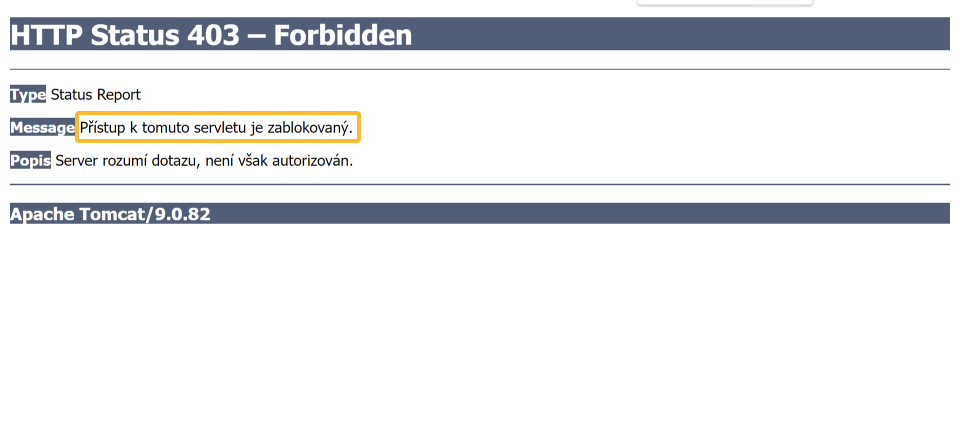 HTTP Status 403 – Forbidden
Type Status Report
Message Přístup k tomuto servletu je zablokovaný.
Popis Server rozumí dotazu, není však autorizován.
Apache Tomcat/9.0.82